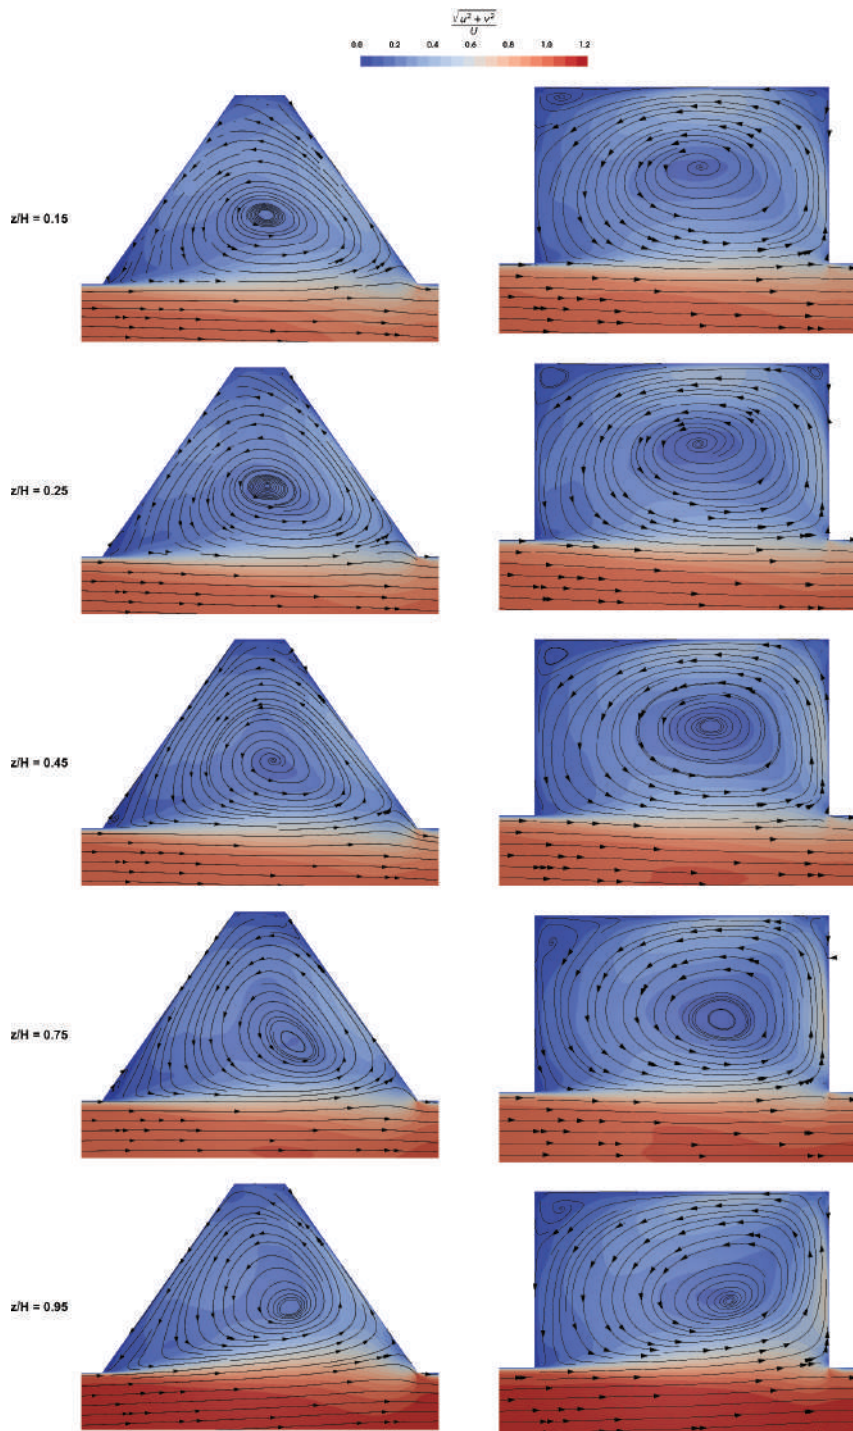 √u² + v²
U
0.0 0.2 0.4 0.6 0.8 1.0 1.2
z/H = 0.15
z/H = 0.25
z/H = 0.45
z/H = 0.75
z/H = 0.95